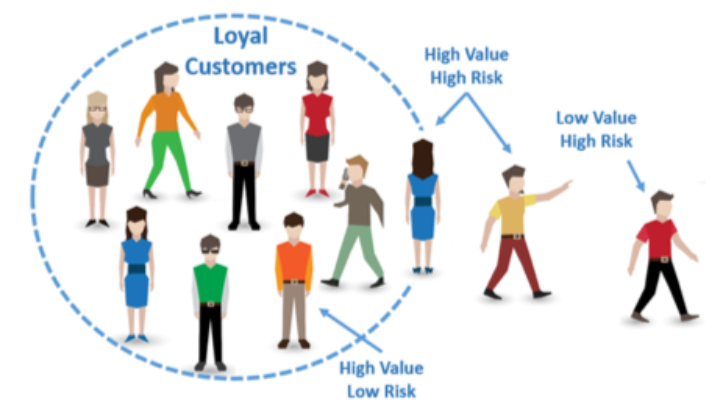 Loyal
Customers
High Value
High Risk
Low Value
High Risk
High Value
Low Risk